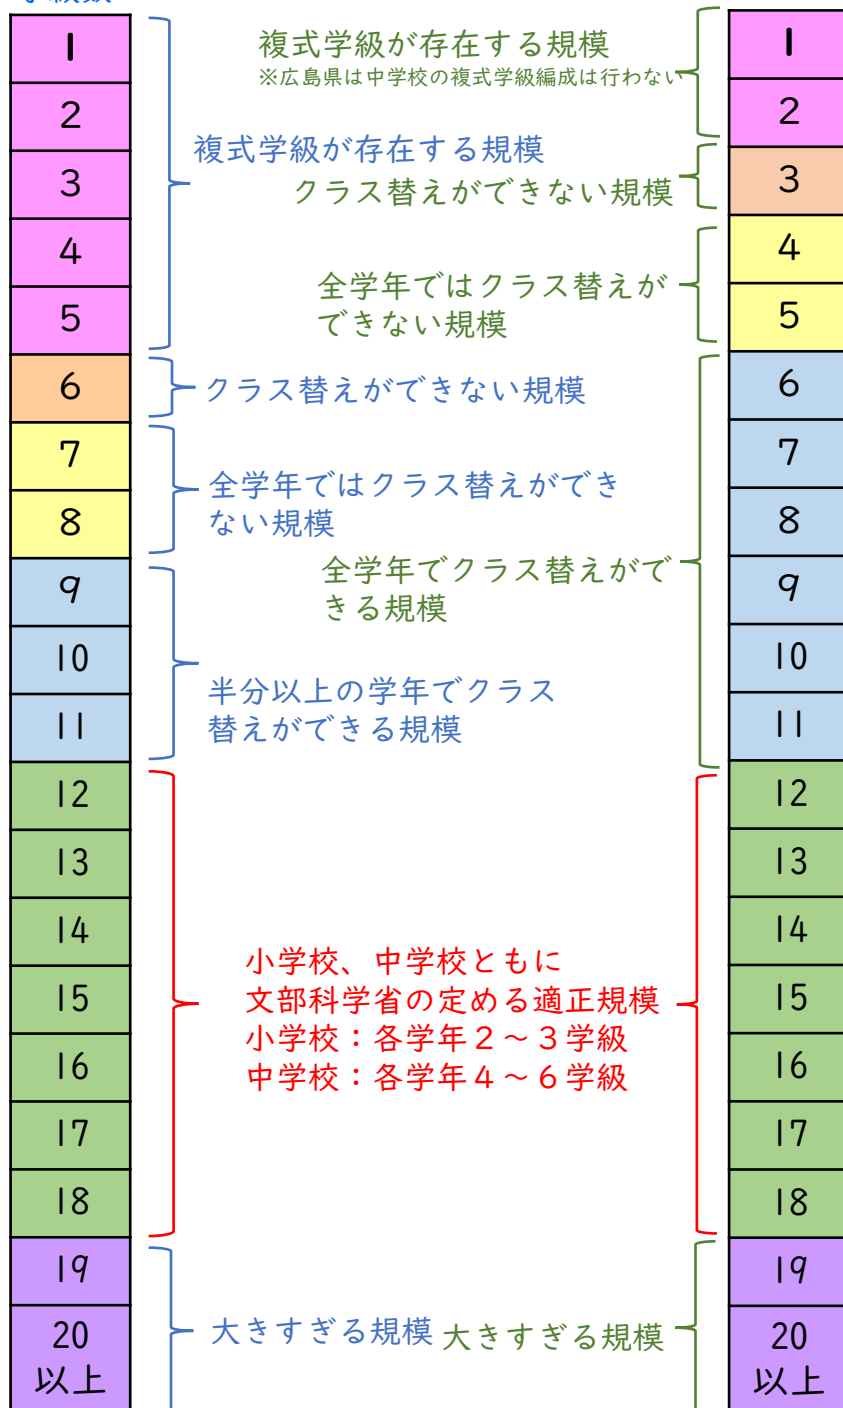 1
2
3
4
5
6
7
8
9
10
11
12
13
14
15
16
17
18
19
20
以上
複式学級が存在する規模
クラス替えができない規模
全学年ではクラス替えができ
ない規模
半分以上の学年でクラス
替えができる規模
大きすぎる規模
小学校、中学校ともに
文部科学省の定める適正規模
小学校：各学年２～３学級
中学校：各学年４～６学級
複式学級が存在する規模
※広島県は中学校の複式学級編成は行わない
クラス替えができない規模
全学年ではクラス替えが
できない規模
全学年でクラス替えがで
きる規模
大きすぎる規模
1
2
3
4
5
6
7
8
9
10
11
12
13
14
15
16
17
18
19
20
以上